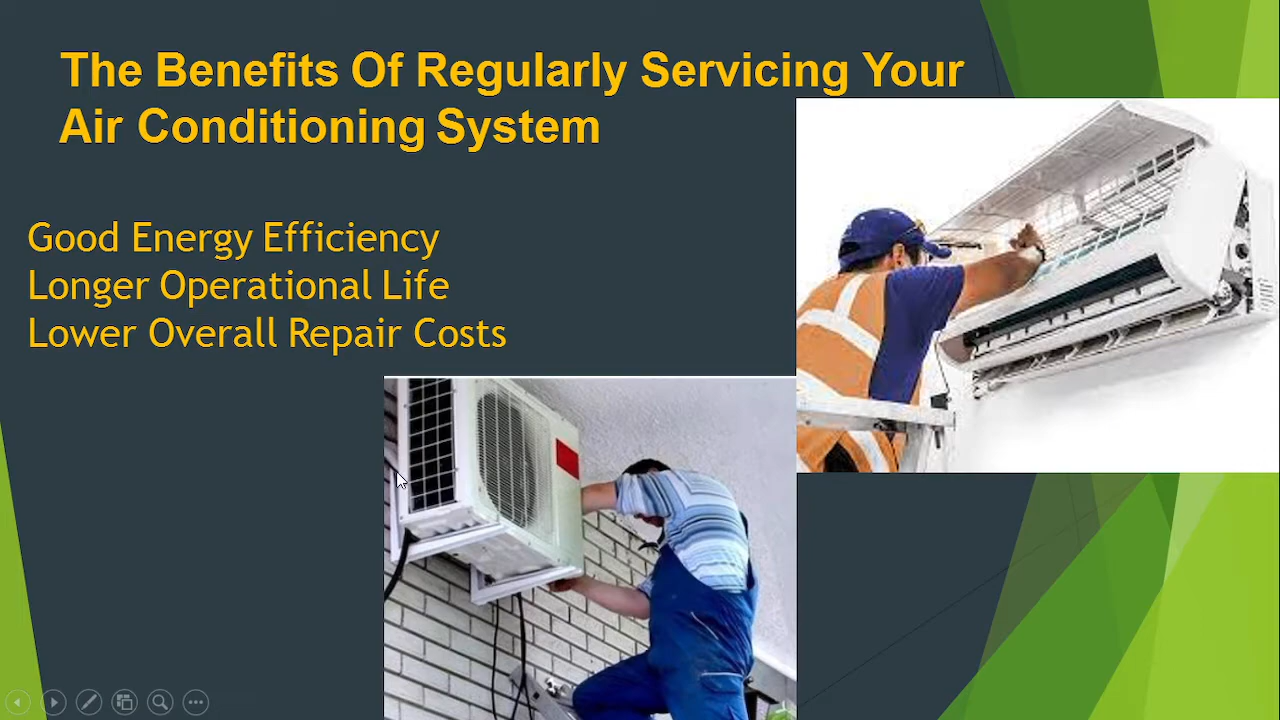 The Benefits Of Regularly Servicing Your
Air Conditioning System
Good Energy Efficiency
Longer Operational Life
Lower Overall Repair Costs